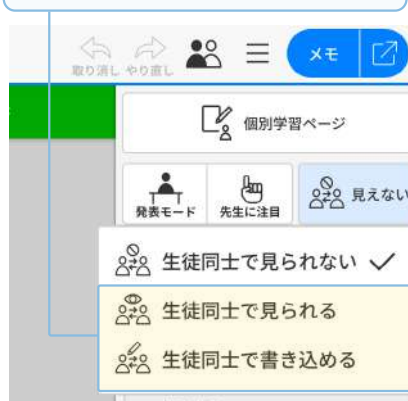 取り消し やり直し
メモ
個別学習ページ
発表モード 先生に注目 見えない
生徒同士で見られない
生徒同士で見られる
生徒同士で書き込める